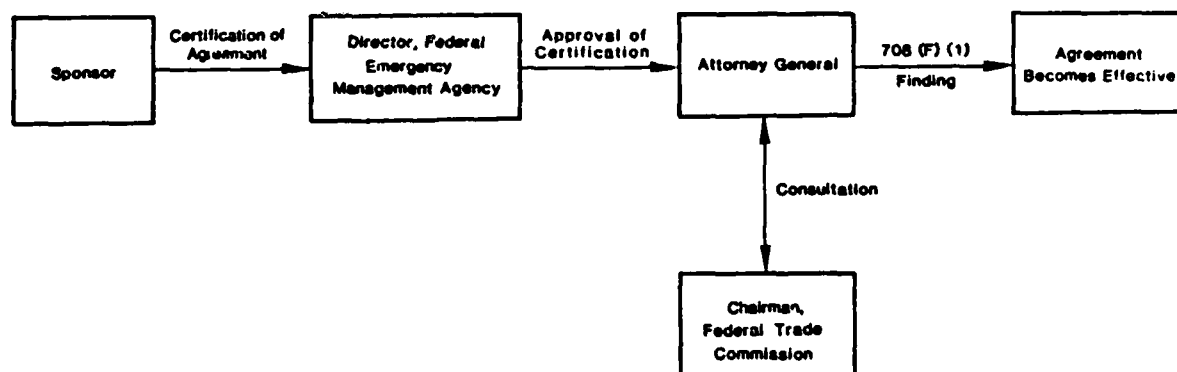 Sponsor
Certification of
Agreement
Director, Federal
Emergency
Management Agency
Approval of
Certification
Attorney General
708 (F) (1)
Finding
Agreement
Becomes Effective
Consultation
Chairman,
Federal Trade
Commission